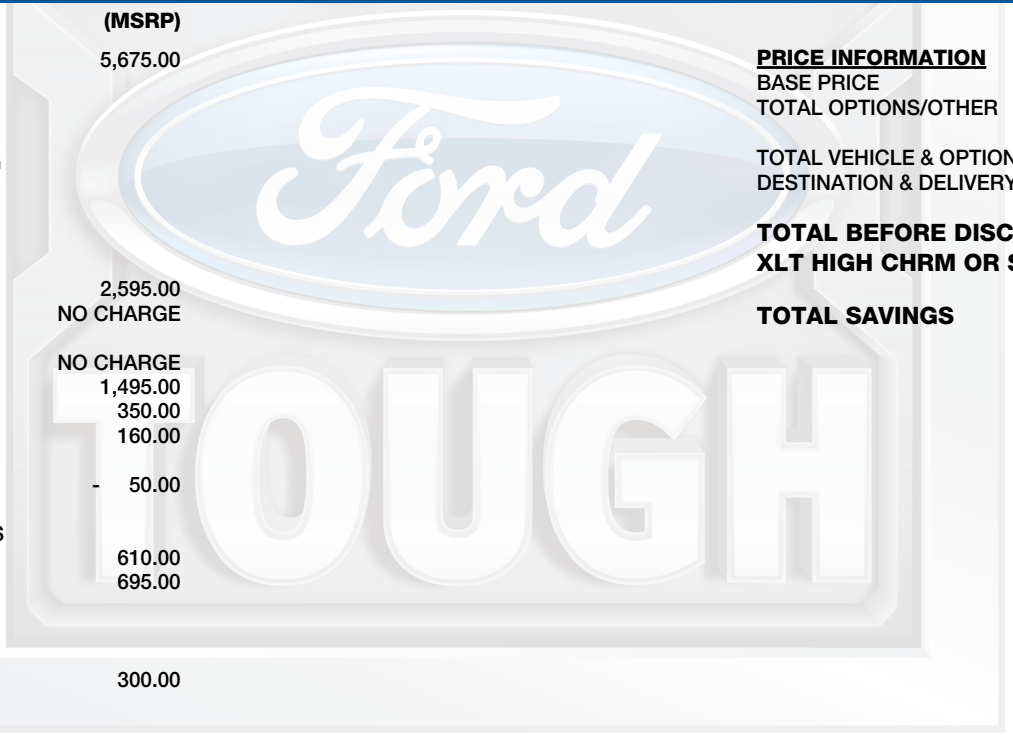 (MSRP)
5,675.00
2,595.00
NO CHARGE
NO CHARGE
1,495.00
350.00
160.00
- 50.00
S
610.00
695.00
300.00
PRICE INFORMATION
BASE PRICE
TOTAL OPTIONS/OTHER
TOTAL VEHICLE & OPTION
DESTINATION & DELIVERY
TOTAL BEFORE DISC
XLT HIGH CHRM OR S
TOTAL SAVINGS
Ford
TOUGH